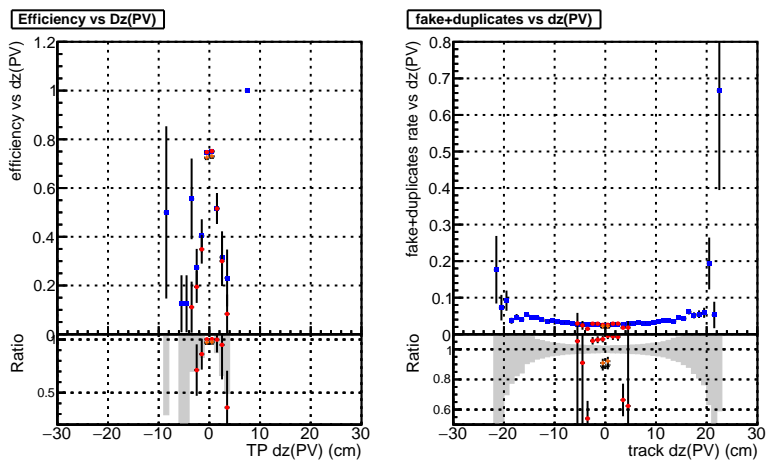 Efficiency vs Dz(PV)
efficiency vs dz(PV)
1.2
1
0.8
0.6
0.4
0.2
0
Ratio
1
0.5
−30 −20 −10 0 10 20 30
TP dz(PV) (cm)
fake+duplicates vs dz(PV)
fake+duplicates rate vs dz(PV)
0.8
0.7
0.6
0.5
0.4
0.3
0.2
0.1
0
Ratio
1
0.8
0.6
−30 −20 −10 0 10 20 30
track dz(PV) (cm)